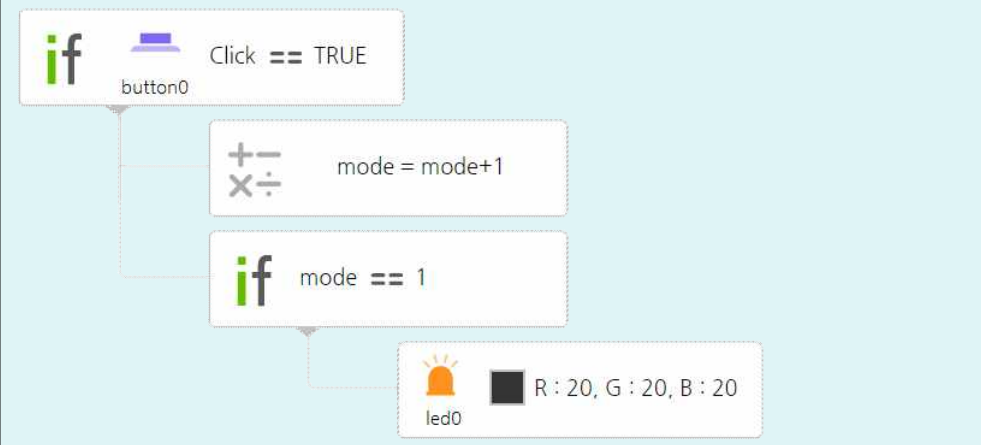 if Click == TRUE
button0
mode = mode+1
if mode == 1
R : 20, G : 20, B : 20
led0